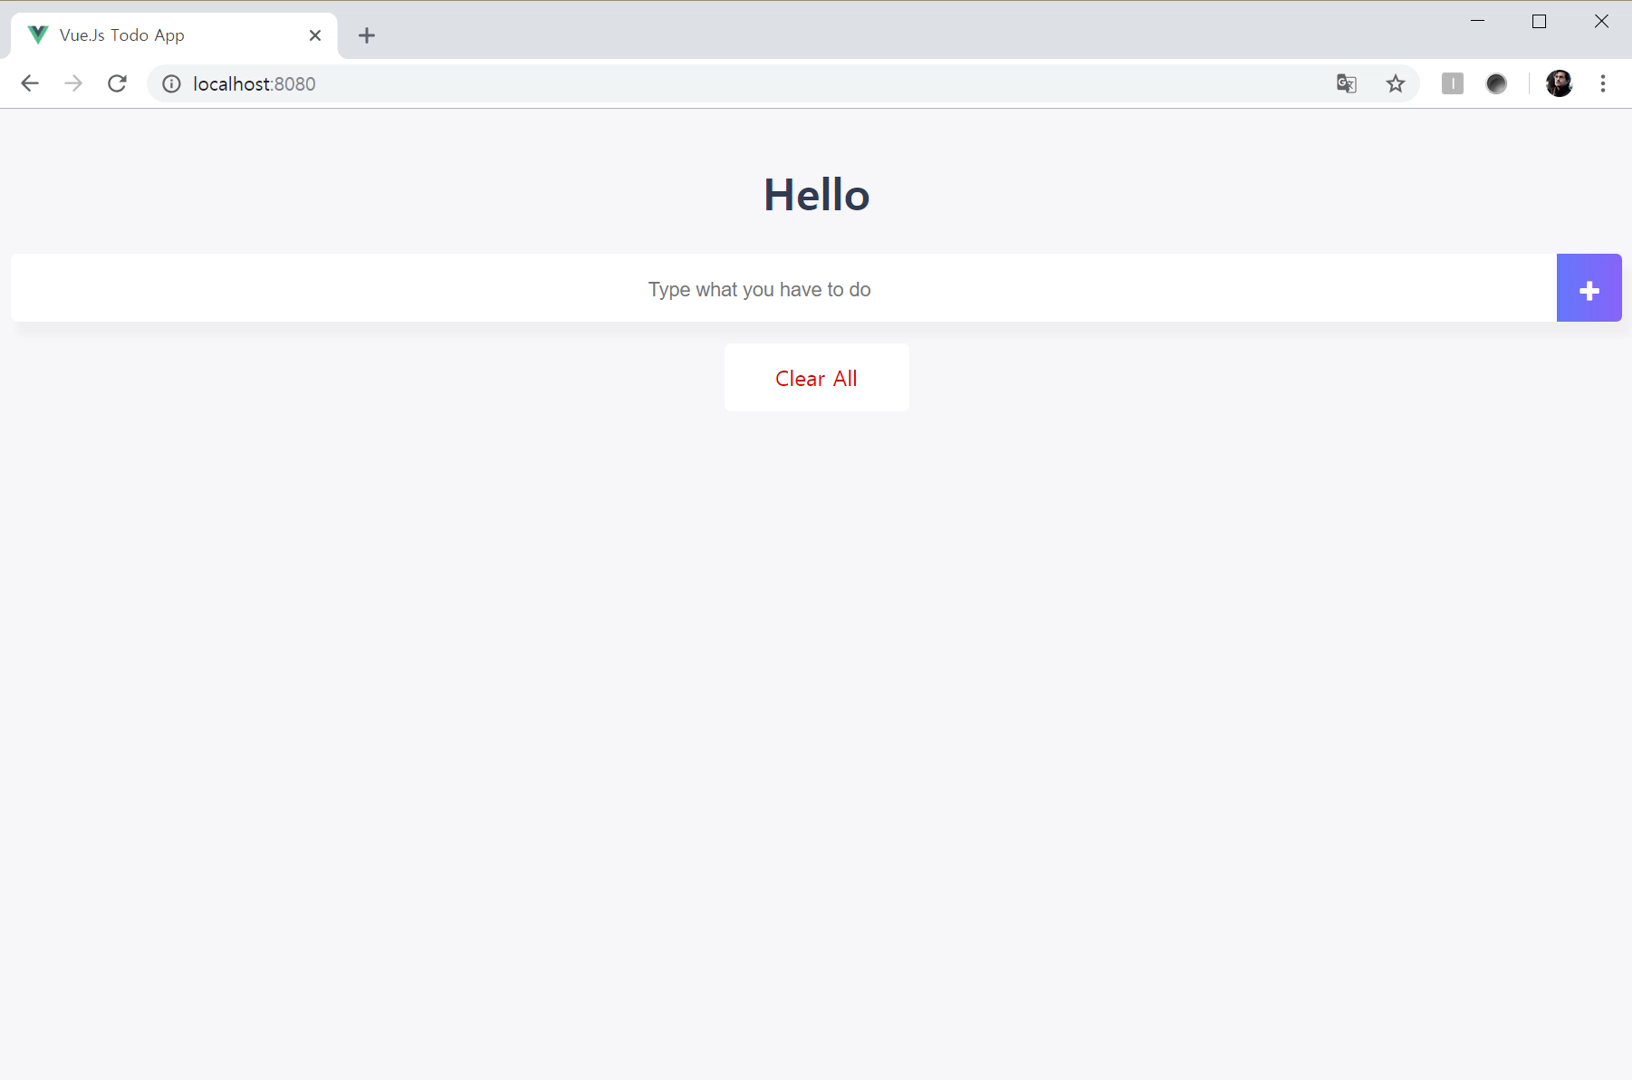 Vue.Js Todo App
localhost:8080
Hello
Type what you have to do
Clear All